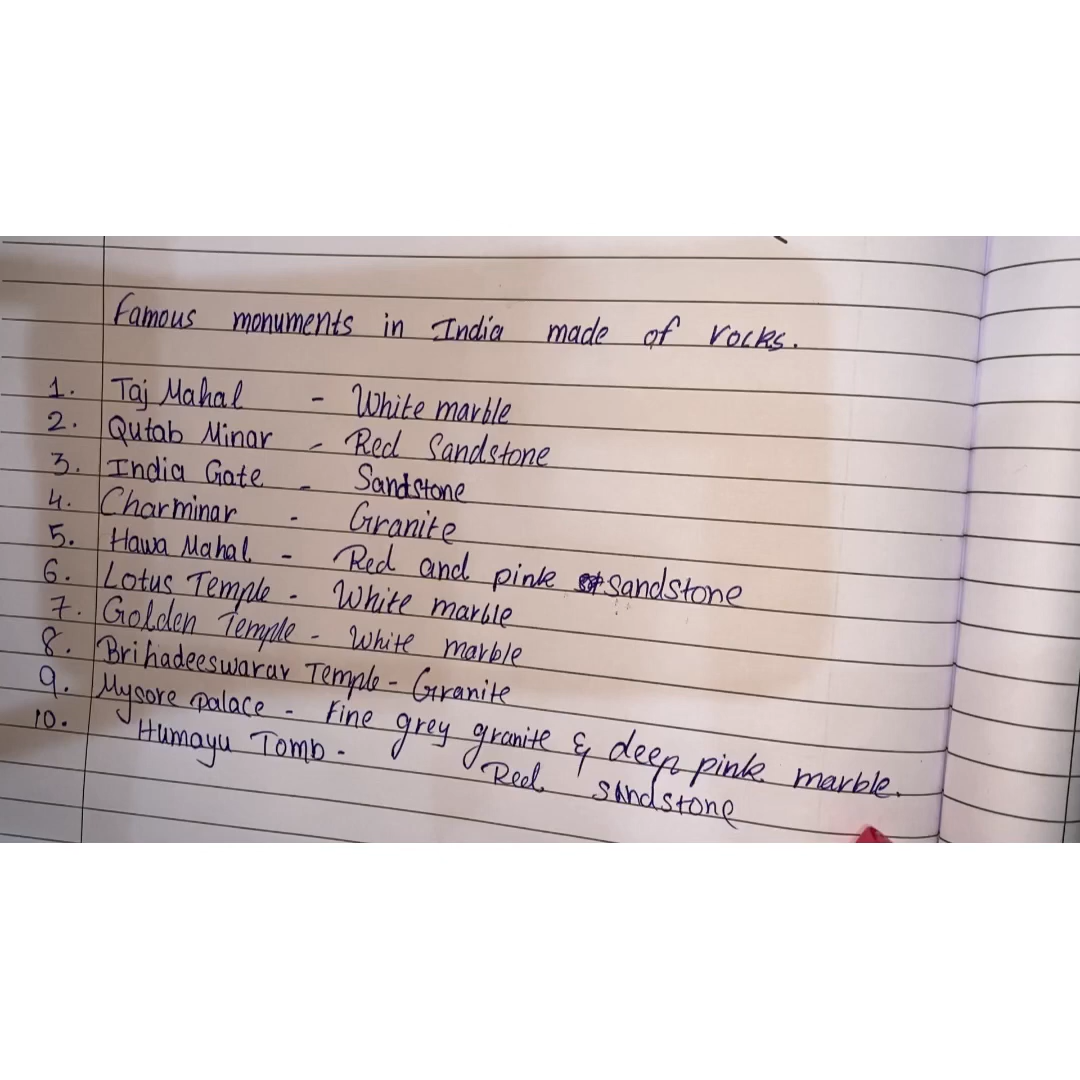 Famous monuments in India made of rocks.
1. Taj Mahal - White marble
2. Qutab Minar - Red Sandstone
3. India Gate - Sandstone
4. Charminar - Granite
5. Hawa Mahal - Red and pink sandstone
6. Lotus Temple - White marble
7. Golden Temple - White marble
8. Brihadeeswarar Temple - Granite
9. Mysore palace - Fine grey granite & deep pink marble.
10. Humayu Tomb - Red sandstone